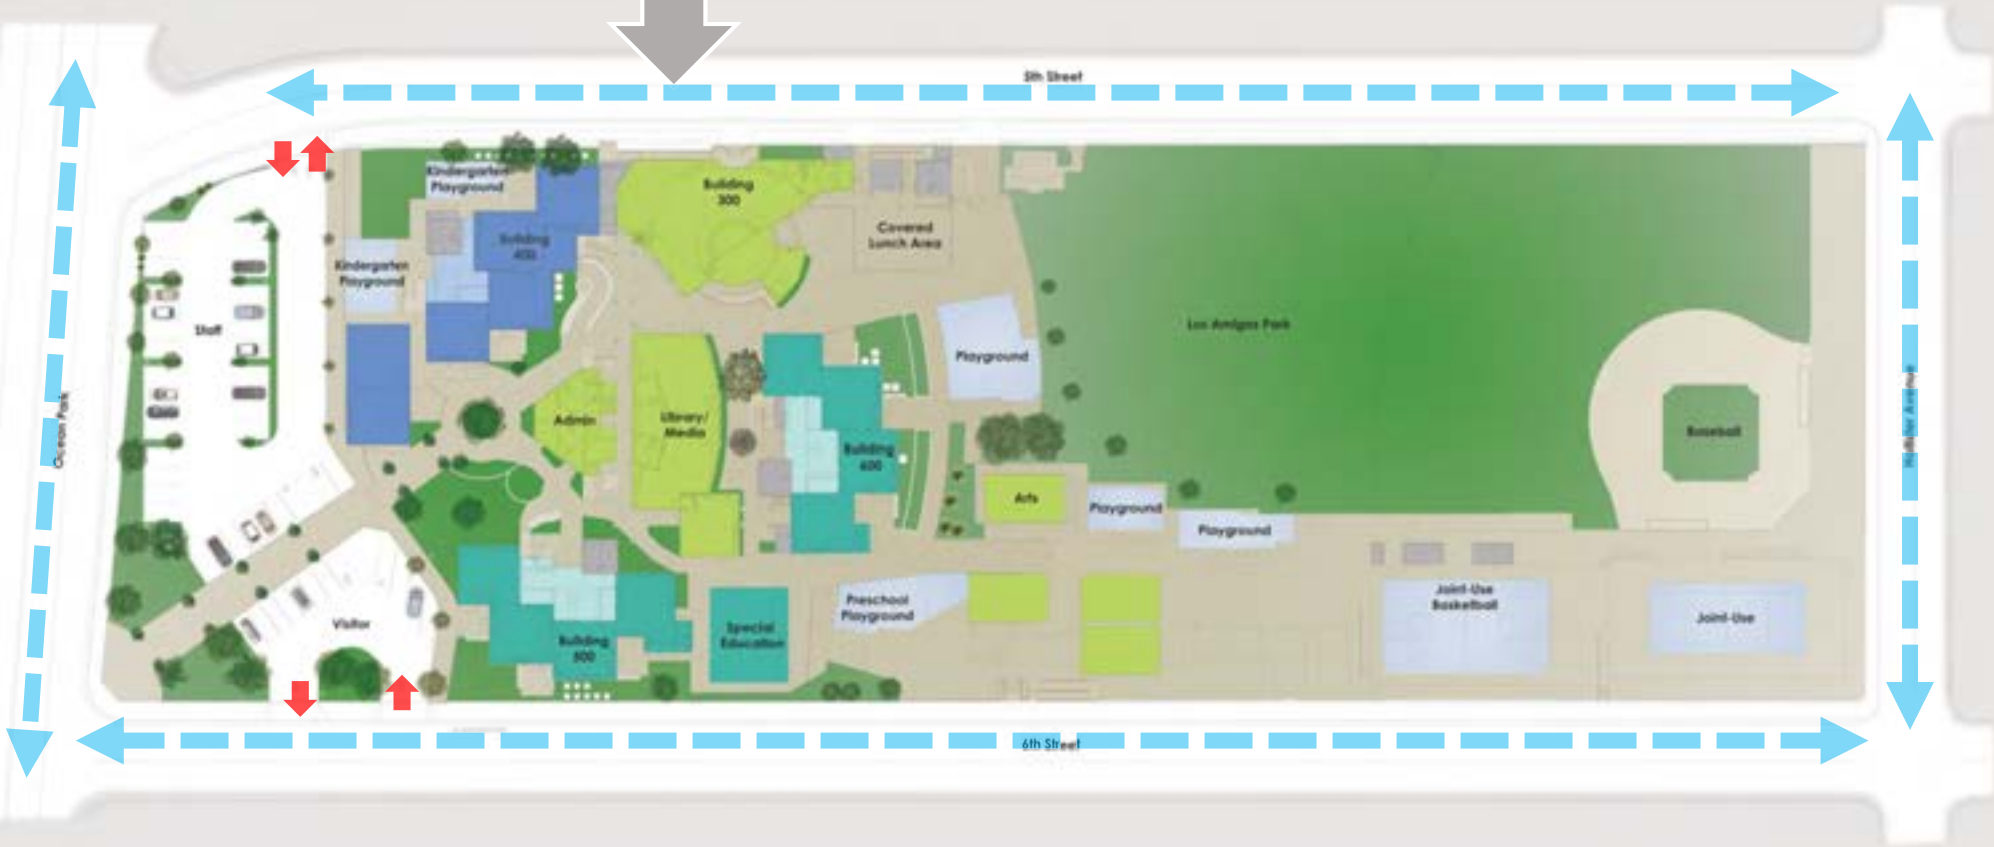 5th Street
Kindergarten
Playground
Building
300
Building
400
Covered
Lunch Area
Kindergarten
Playground
Staff
Los Amigos Park
Playground
Ocean Park
Hollister Avenue
Admin
Library/
Media
Building
600
Baseball
Arts
Playground
Playground
Preschool
Playground
Joint-Use
Basketball
Joint-Use
Visitor
Building
500
Special
Education
6th Street